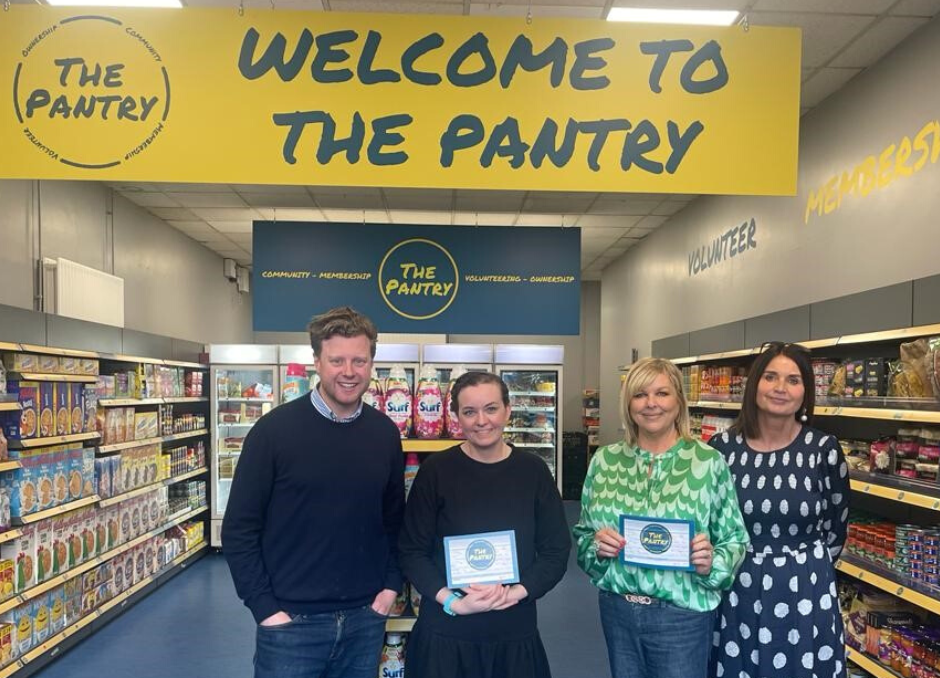 OWNERSHIP
COMMUNITY
THE
PANTRY
VOLUNTEER
MEMBERSHIP
WELCOME TO
THE PANTRY
VOLUNTEER
COMMUNITY - MEMBERSHIP
THE
PANTRY
VOLUNTEERING - OWNERSHIP
Surf
Surf
Surf
THE
PANTRY
THE
PANTRY
Surf